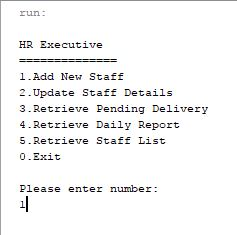 run:
HR Executive
==============
1.Add New Staff
2.Update Staff Details
3.Retrieve Pending Delivery
4.Retrieve Daily Report
5.Retrieve Staff List
0.Exit
Please enter number:
1